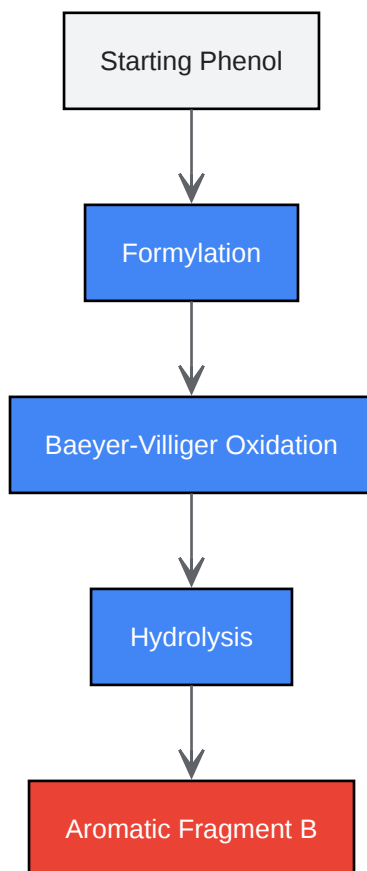 Starting Phenol
Formylation
Baeyer-Villiger Oxidation
Hydrolysis
Aromatic Fragment B